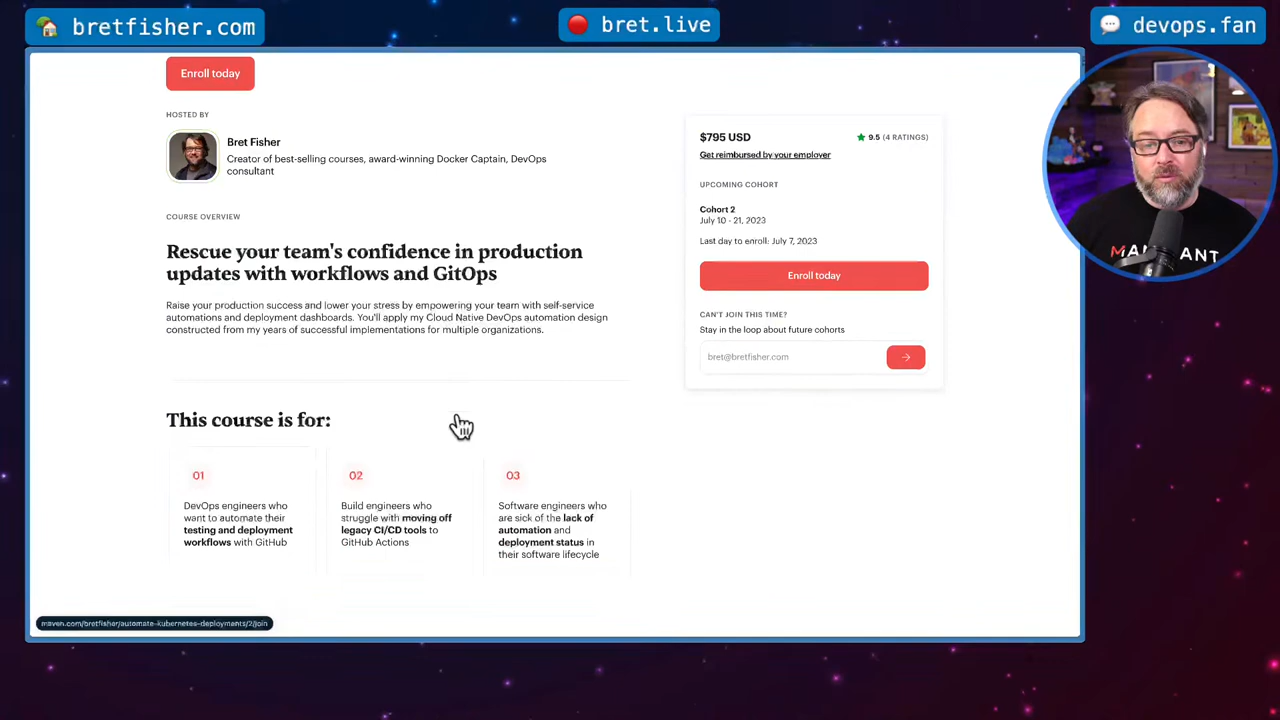 bretfisher.com
bret.live
devops.fan
Enroll today
HOSTED BY
Bret Fisher
Creator of best-selling courses, award-winning Docker Captain, DevOps
consultant
COURSE OVERVIEW
Rescue your team's confidence in production
updates with workflows and GitOps
Raise your production success and lower your stress by empowering your team with self-service
automations and deployment dashboards. You'll apply my Cloud Native DevOps automation design
constructed from my years of successful implementations for multiple organizations.
This course is for:
01
DevOps engineers who
want to automate their
testing and deployment
workflows with GitHub
02
Build engineers who
struggle with moving off
legacy CI/CD tools to
GitHub Actions
03
Software engineers who
are sick of the lack of
automation and
deployment status in
their software lifecycle
$795 USD
9.5 (4 RATINGS)
Get reimbursed by your employer
UPCOMING COHORT
Cohort 2
July 10 - 21, 2023
Last day to enroll: July 7, 2023
Enroll today
CAN'T JOIN THIS TIME?
Stay in the loop about future cohorts
bret@bretfisher.com
maven.com/bretfisher/automate-kubernetes-deployments/2/join